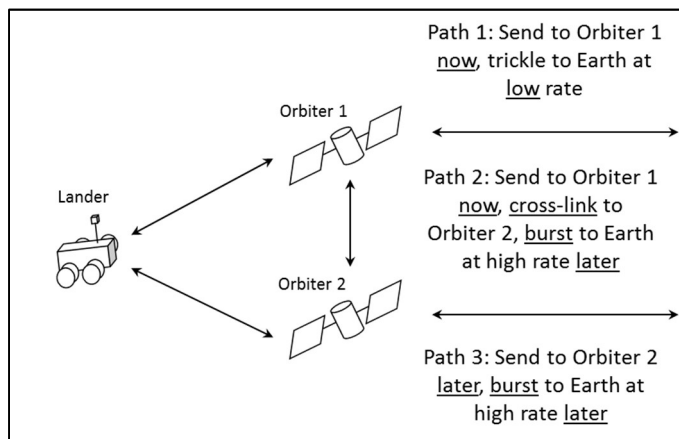 Path 1: Send to Orbiter 1
now, trickle to Earth at
low rate
Orbiter 1
Lander
Path 2: Send to Orbiter 1
now, cross-link to
Orbiter 2, burst to Earth
at high rate later
Orbiter 2
Path 3: Send to Orbiter 2
later, burst to Earth at
high rate later